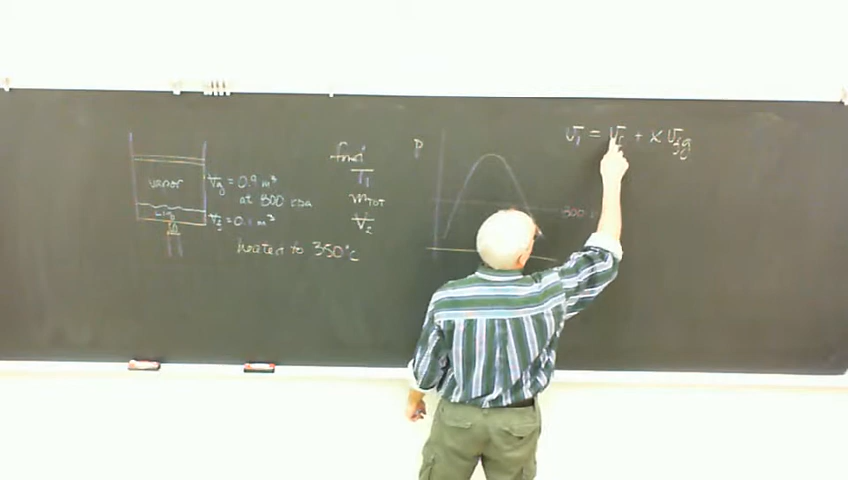 vapor
Vg = 0.9 m³
at 800 kPa
Liq
Vf = 0.1 m³
heated to 350°C
find
T₁
mTOT
V₂
P
800
v₁ = vf + x vfg